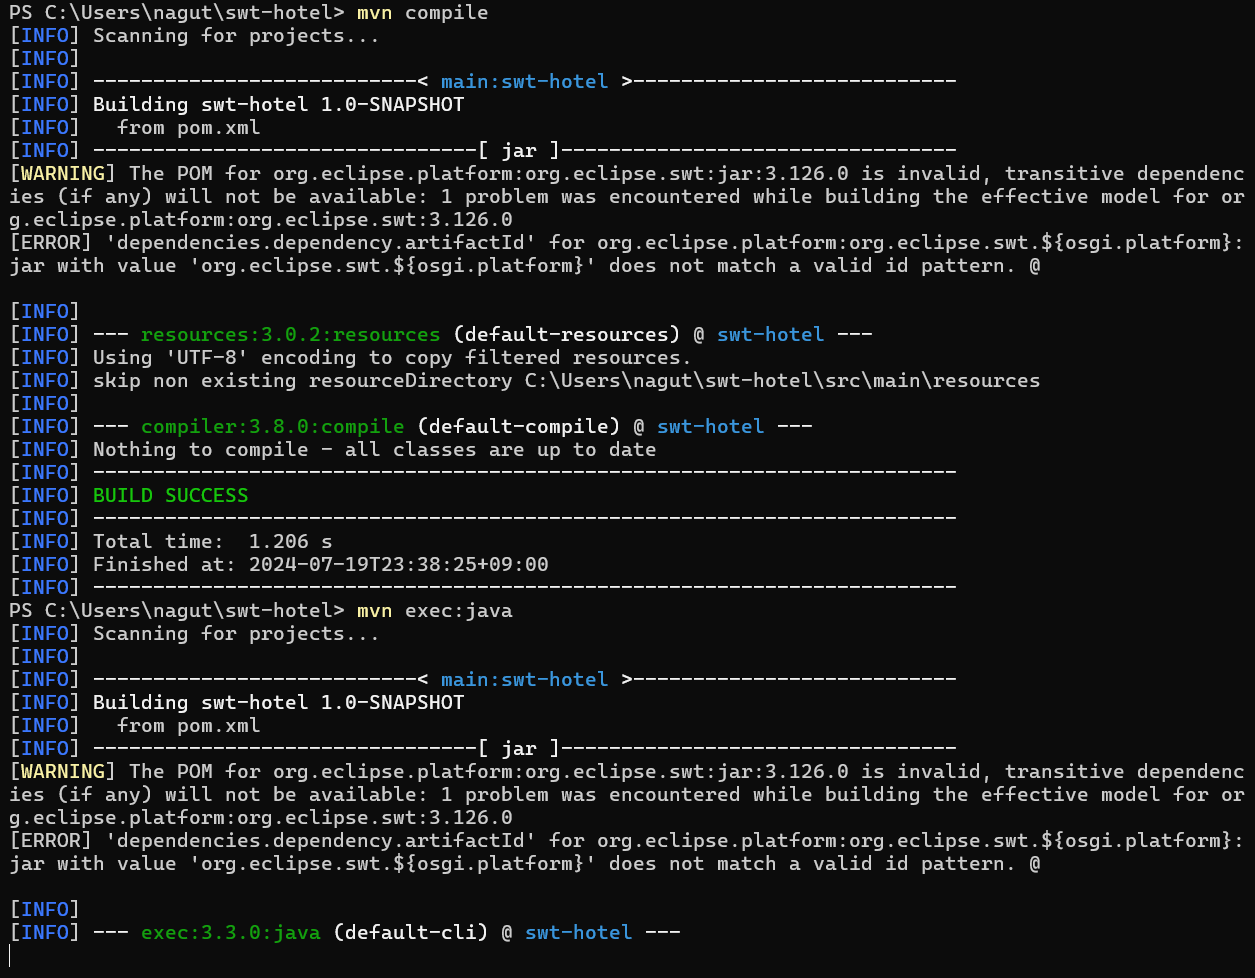 PS C:\Users\nagut\swt-hotel> mvn compile
[INFO] Scanning for projects...
[INFO]
[INFO] ---------------------------< main:swt-hotel >---------------------------
[INFO] Building swt-hotel 1.0-SNAPSHOT
[INFO]   from pom.xml
[INFO] --------------------------------[ jar ]---------------------------------
[WARNING] The POM for org.eclipse.platform:org.eclipse.swt:jar:3.126.0 is invalid, transitive dependenc
ies (if any) will not be available: 1 problem was encountered while building the effective model for or
g.eclipse.platform:org.eclipse.swt:3.126.0
[ERROR] 'dependencies.dependency.artifactId' for org.eclipse.platform:org.eclipse.swt.${osgi.platform}:
jar with value 'org.eclipse.swt.${osgi.platform}' does not match a valid id pattern. @

[INFO]
[INFO] --- resources:3.0.2:resources (default-resources) @ swt-hotel ---
[INFO] Using 'UTF-8' encoding to copy filtered resources.
[INFO] skip non existing resourceDirectory C:\Users\nagut\swt-hotel\src\main\resources
[INFO]
[INFO] --- compiler:3.8.0:compile (default-compile) @ swt-hotel ---
[INFO] Nothing to compile - all classes are up to date
[INFO] ------------------------------------------------------------------------
[INFO] BUILD SUCCESS
[INFO] ------------------------------------------------------------------------
[INFO] Total time:  1.206 s
[INFO] Finished at: 2024-07-19T23:38:25+09:00
[INFO] ------------------------------------------------------------------------
PS C:\Users\nagut\swt-hotel> mvn exec:java
[INFO] Scanning for projects...
[INFO]
[INFO] ---------------------------< main:swt-hotel >---------------------------
[INFO] Building swt-hotel 1.0-SNAPSHOT
[INFO]   from pom.xml
[INFO] --------------------------------[ jar ]---------------------------------
[WARNING] The POM for org.eclipse.platform:org.eclipse.swt:jar:3.126.0 is invalid, transitive dependenc
ies (if any) will not be available: 1 problem was encountered while building the effective model for or
g.eclipse.platform:org.eclipse.swt:3.126.0
[ERROR] 'dependencies.dependency.artifactId' for org.eclipse.platform:org.eclipse.swt.${osgi.platform}:
jar with value 'org.eclipse.swt.${osgi.platform}' does not match a valid id pattern. @

[INFO]
[INFO] --- exec:3.3.0:java (default-cli) @ swt-hotel ---